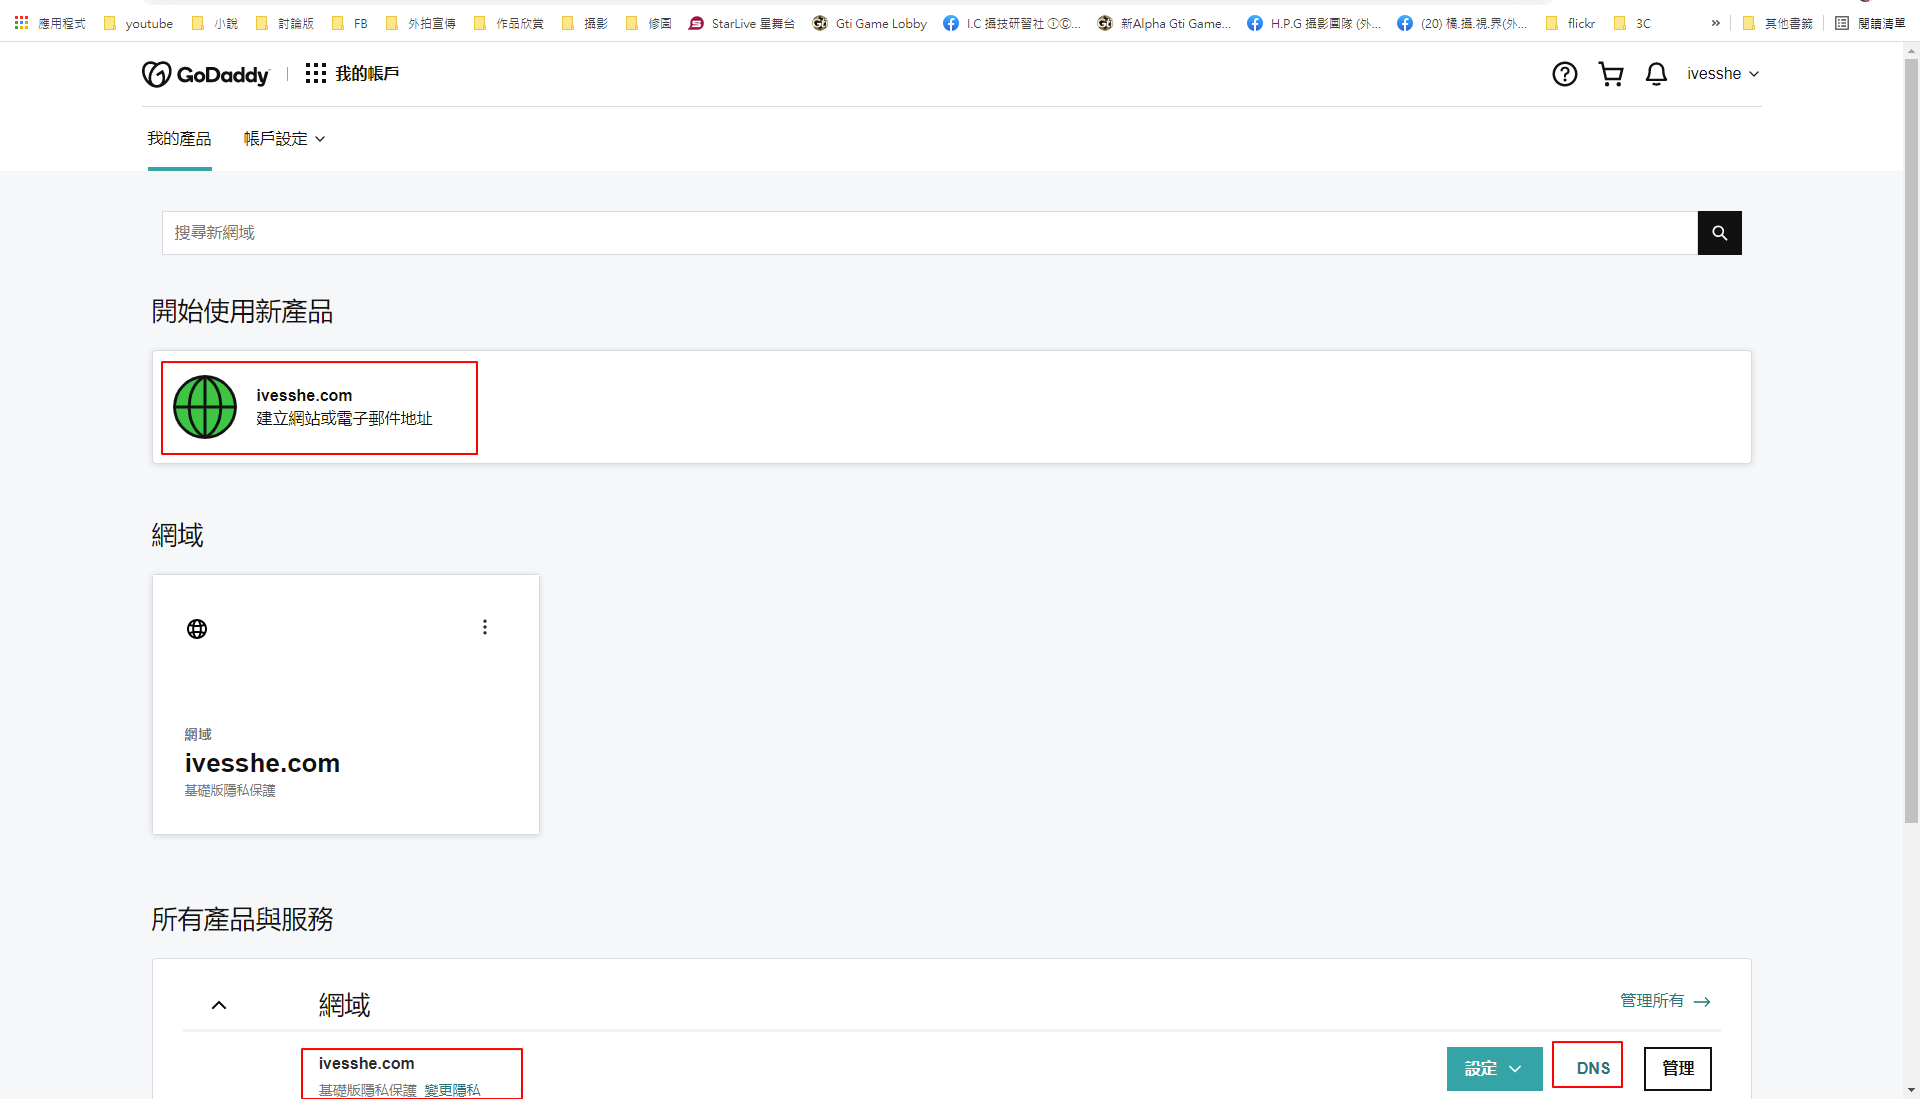 應用程式 youtube 小說 討論版 FB 外拍宣傳 作品欣賞 攝影 修圖 StarLive 星舞台 Gti Game Lobby I.C 攝技研習社 ⒾⒸ... 新Alpha Gti Game... H.P.G 攝影團隊 (外... (20) 橘.攝.視.界(外... flickr 3C » 其他書籤 閱讀清單
GoDaddy 我的帳戶 ivesshe
我的產品 帳戶設定
搜尋新網域
開始使用新產品
ivesshe.com
建立網站或電子郵件地址
網域
網域
ivesshe.com
基礎版隱私保護
所有產品與服務
網域 管理所有 →
ivesshe.com 設定 DNS 管理
基礎版隱私保護 變更隱私